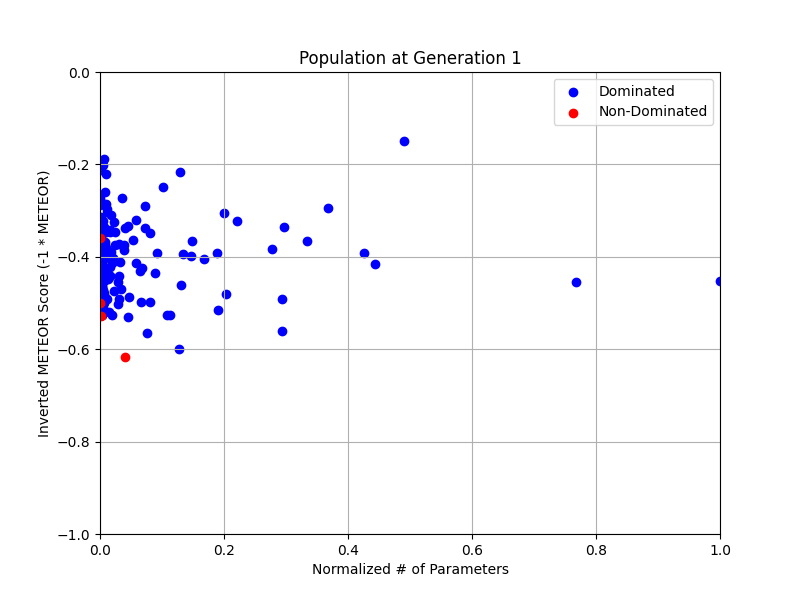 Population at Generation 1
Dominated
Non-Dominated
0.0
−0.2
−0.4
−0.6
−0.8
−1.0
Inverted METEOR Score (-1 * METEOR)
0.0 0.2 0.4 0.6 0.8 1.0
Normalized # of Parameters